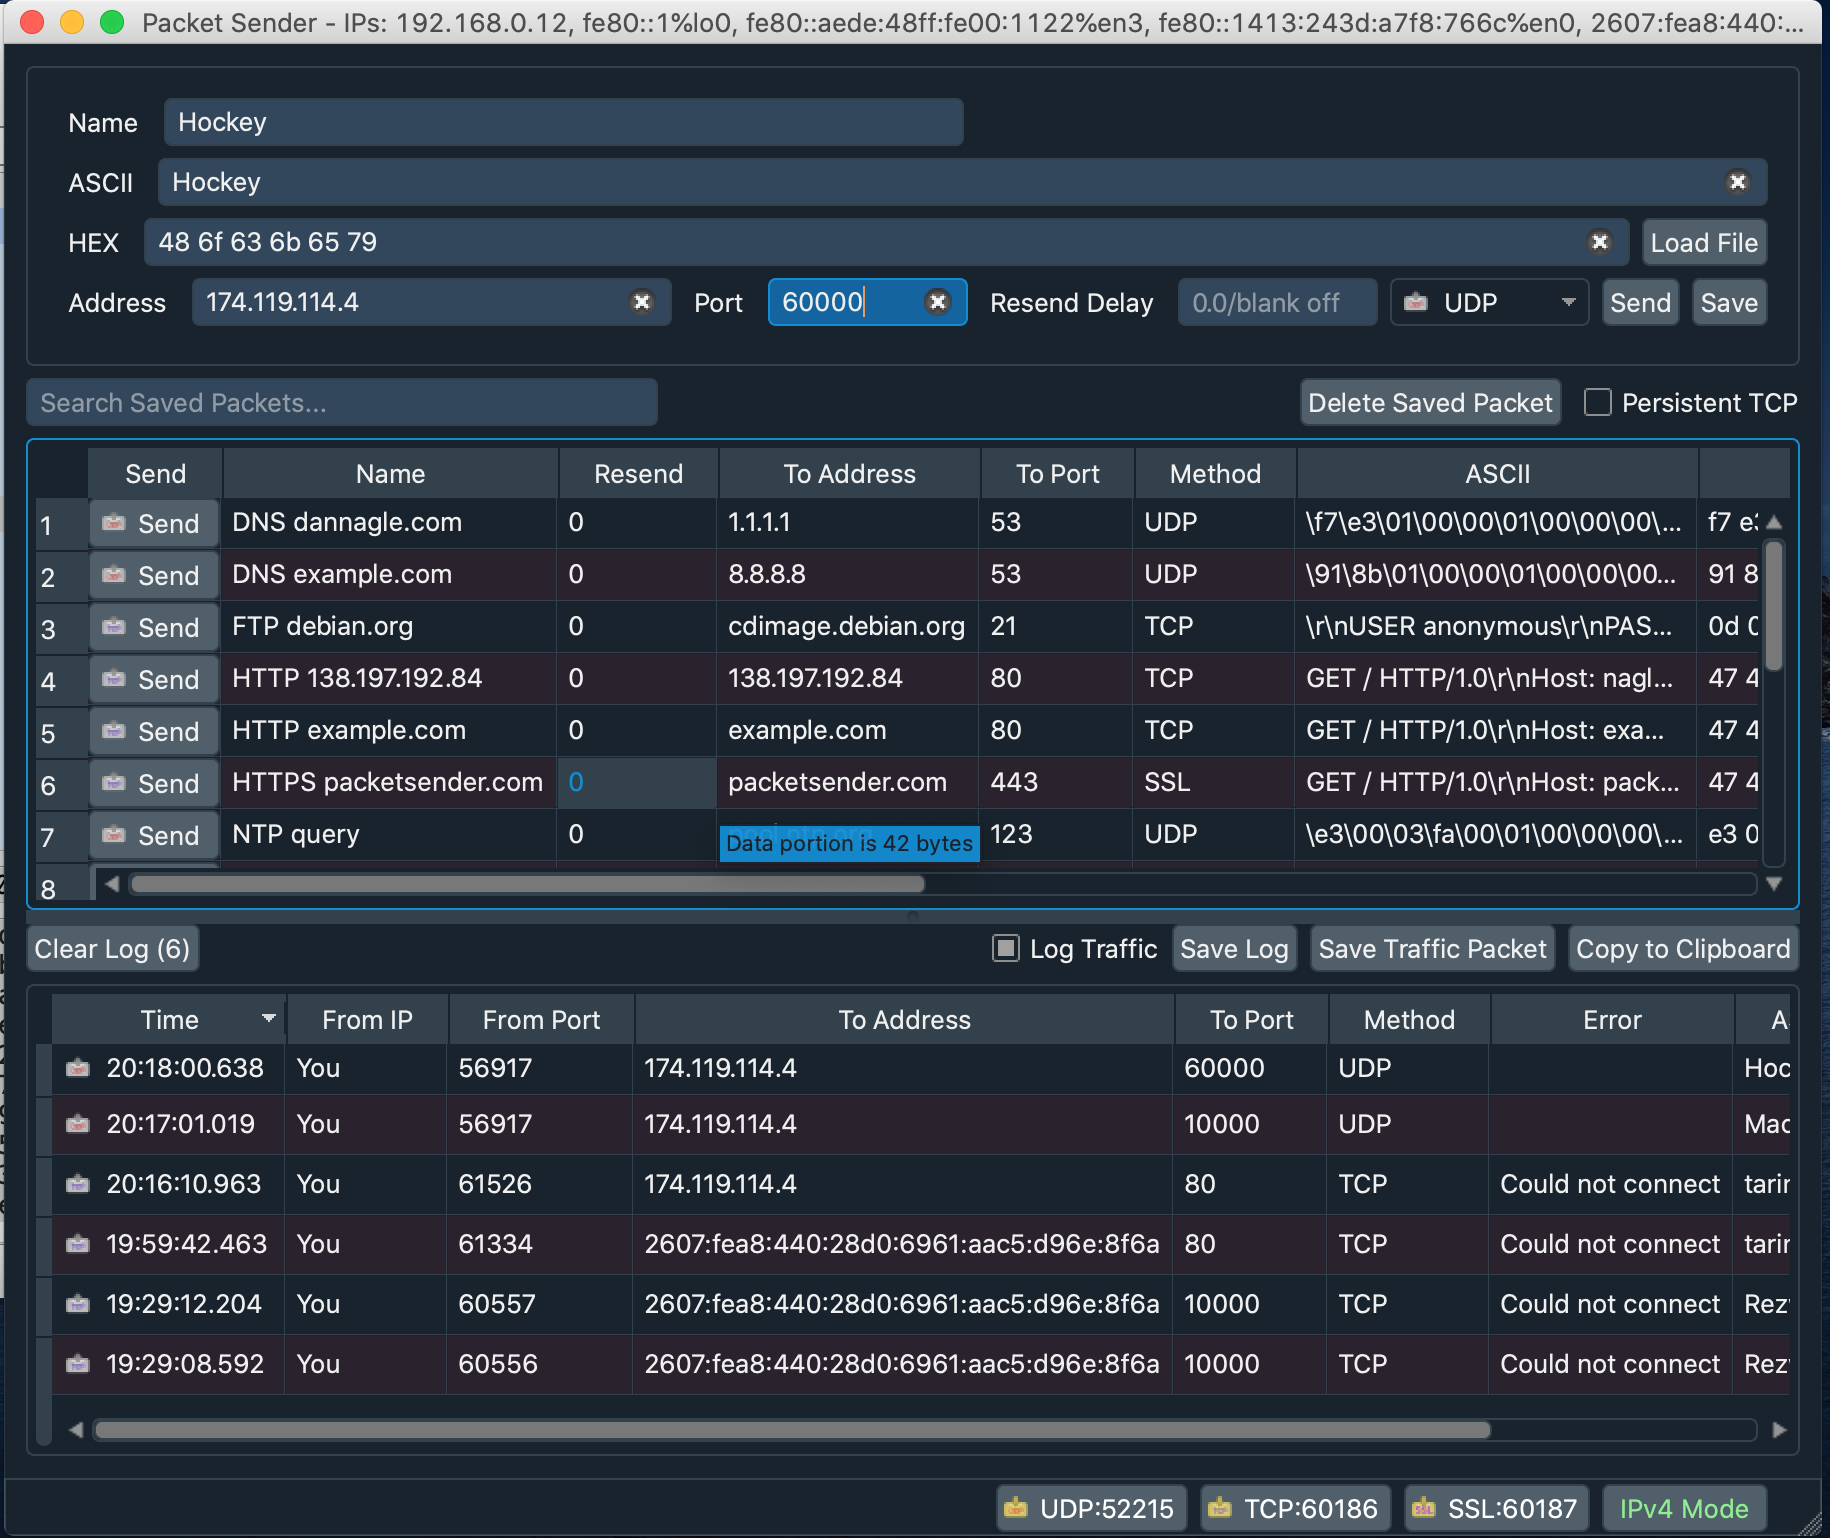 Packet Sender - IPs: 192.168.0.12, fe80::1%lo0, fe80::aede:48ff:fe00:1122%en3, fe80::1413:243d:a7f8:766c%en0, 2607:fea8:440:...
Name Hockey
ASCII Hockey
HEX 48 6f 63 6b 65 79 Load File
Address 174.119.114.4 Port 60000 Resend Delay 0.0/blank off UDP Send Save
Search Saved Packets... Delete Saved Packet Persistent TCP
Send Name Resend To Address To Port Method ASCII
1 Send DNS dannagle.com 0 1.1.1.1 53 UDP \f7\e3\01\00\00\01\00\00\00\... f7 e3
2 Send DNS example.com 0 8.8.8.8 53 UDP \91\8b\01\00\00\01\00\00\00... 91 8
3 Send FTP debian.org 0 cdimage.debian.org 21 TCP \r\nUSER anonymous\r\nPAS... 0d 0
4 Send HTTP 138.197.192.84 0 138.197.192.84 80 TCP GET / HTTP/1.0\r\nHost: nagl... 47 4
5 Send HTTP example.com 0 example.com 80 TCP GET / HTTP/1.0\r\nHost: exa... 47 4
6 Send HTTPS packetsender.com 0 packetsender.com 443 SSL GET / HTTP/1.0\r\nHost: pack... 47 4
7 Send NTP query 0 123 UDP \e3\00\03\fa\00\01\00\00\00\... e3 0
Data portion is 42 bytes
8
Clear Log (6) Log Traffic Save Log Save Traffic Packet Copy to Clipboard
Time From IP From Port To Address To Port Method Error A
20:18:00.638 You 56917 174.119.114.4 60000 UDP Hoc
20:17:01.019 You 56917 174.119.114.4 10000 UDP Mac
20:16:10.963 You 61526 174.119.114.4 80 TCP Could not connect tarin
19:59:42.463 You 61334 2607:fea8:440:28d0:6961:aac5:d96e:8f6a 80 TCP Could not connect tarin
19:29:12.204 You 60557 2607:fea8:440:28d0:6961:aac5:d96e:8f6a 10000 TCP Could not connect Rez
19:29:08.592 You 60556 2607:fea8:440:28d0:6961:aac5:d96e:8f6a 10000 TCP Could not connect Rez
UDP:52215 TCP:60186 SSL:60187 IPv4 Mode